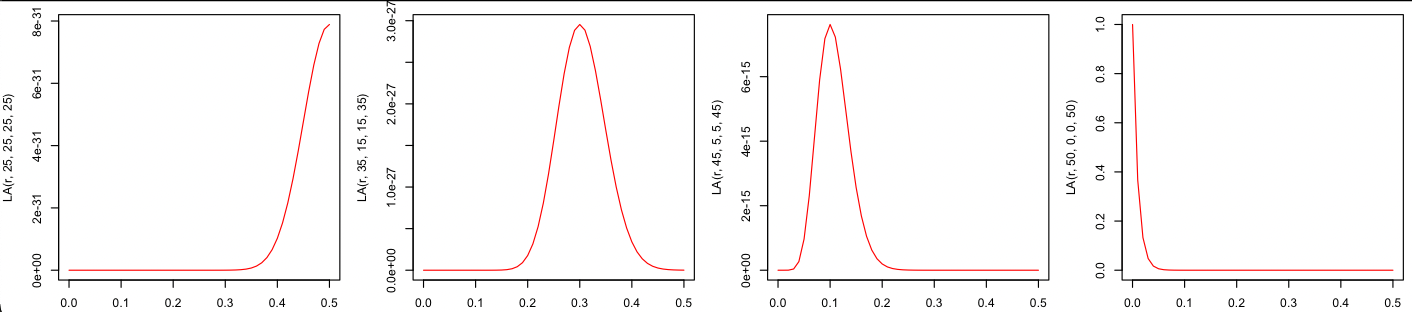 LA(r, 25, 25, 25, 25)
0e+00 2e-31 4e-31 6e-31 8e-31
0.0 0.1 0.2 0.3 0.4 0.5
LA(r, 35, 15, 15, 35)
0.0e+00 1.0e-27 2.0e-27 3.0e-27
0.0 0.1 0.2 0.3 0.4 0.5
LA(r, 45, 5, 5, 45)
0e+00 2e-15 4e-15 6e-15
0.0 0.1 0.2 0.3 0.4 0.5
LA(r, 50, 0, 0, 50)
0.0 0.2 0.4 0.6 0.8 1.0
0.0 0.1 0.2 0.3 0.4 0.5